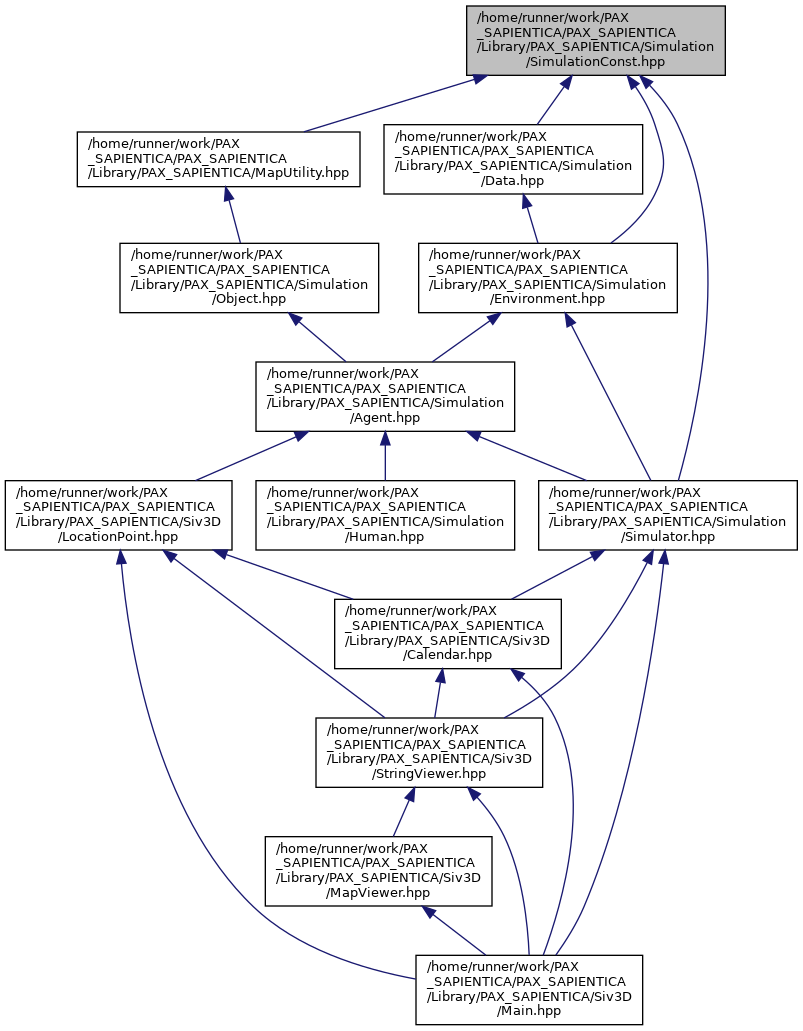 /home/runner/work/PAX
_SAPIENTICA/PAX_SAPIENTICA
/Library/PAX_SAPIENTICA/Simulation
/SimulationConst.hpp
/home/runner/work/PAX
_SAPIENTICA/PAX_SAPIENTICA
/Library/PAX_SAPIENTICA/MapUtility.hpp
/home/runner/work/PAX
_SAPIENTICA/PAX_SAPIENTICA
/Library/PAX_SAPIENTICA/Simulation
/Data.hpp
/home/runner/work/PAX
_SAPIENTICA/PAX_SAPIENTICA
/Library/PAX_SAPIENTICA/Simulation
/Object.hpp
/home/runner/work/PAX
_SAPIENTICA/PAX_SAPIENTICA
/Library/PAX_SAPIENTICA/Simulation
/Environment.hpp
/home/runner/work/PAX
_SAPIENTICA/PAX_SAPIENTICA
/Library/PAX_SAPIENTICA/Simulation
/Agent.hpp
/home/runner/work/PAX
_SAPIENTICA/PAX_SAPIENTICA
/Library/PAX_SAPIENTICA/Siv3D
/LocationPoint.hpp
/home/runner/work/PAX
_SAPIENTICA/PAX_SAPIENTICA
/Library/PAX_SAPIENTICA/Simulation
/Human.hpp
/home/runner/work/PAX
_SAPIENTICA/PAX_SAPIENTICA
/Library/PAX_SAPIENTICA/Simulation
/Simulator.hpp
/home/runner/work/PAX
_SAPIENTICA/PAX_SAPIENTICA
/Library/PAX_SAPIENTICA/Siv3D
/Calendar.hpp
/home/runner/work/PAX
_SAPIENTICA/PAX_SAPIENTICA
/Library/PAX_SAPIENTICA/Siv3D
/StringViewer.hpp
/home/runner/work/PAX
_SAPIENTICA/PAX_SAPIENTICA
/Library/PAX_SAPIENTICA/Siv3D
/MapViewer.hpp
/home/runner/work/PAX
_SAPIENTICA/PAX_SAPIENTICA
/Library/PAX_SAPIENTICA/Siv3D
/Main.hpp